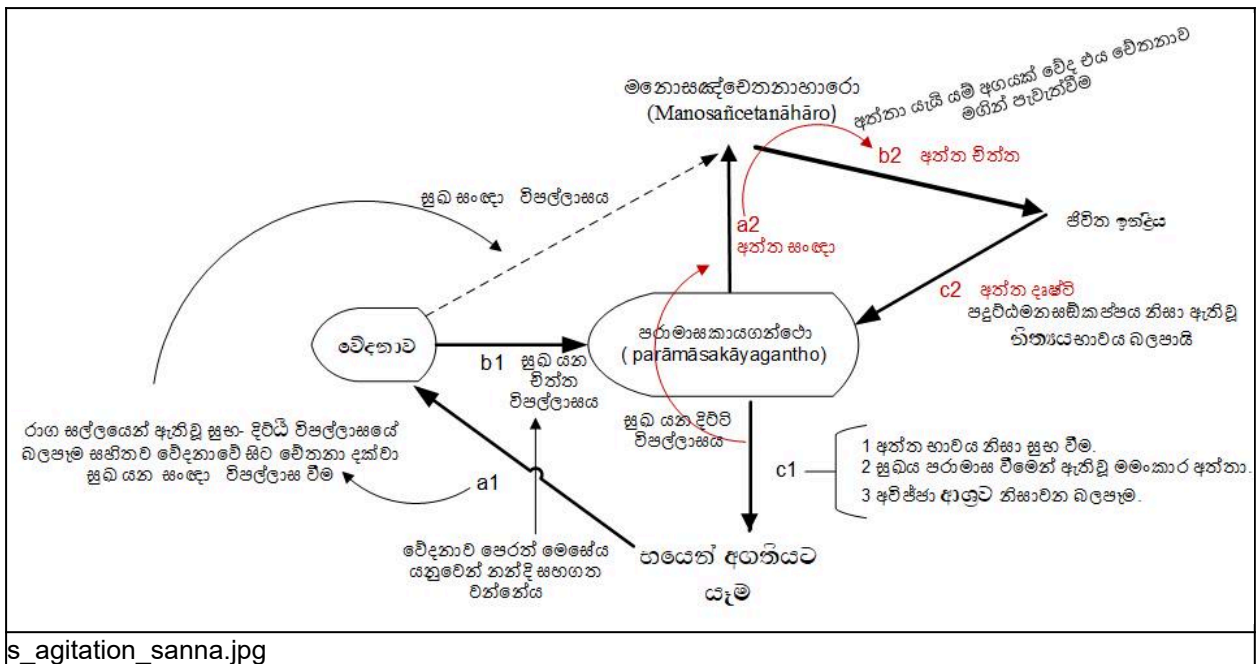 මනොසඤ්චෙතනාහාරො
(Manosañcetanāhāro)
අත්තා යැයි යම් අගයක් වේද එය චේතනාව
මගින් පැවැන්වීම
b2 අත්ත චිත්ත
සුඛ සංඥා විපල්ලාසය
a2
අත්ත සංඥා
ජිවිත ඉන්ද්‍රිය
c2 අත්ත දෘෂ්ටි
පදුට්ඨමනසඞ්කප්පය නිසා ඇතිවූ
හිත්‍යයභාවය බලපායි
වේදනාව
පරාමාසකායගන්ථො
( parāmāsakāyagantho)
b1 සුඛ යන
චිත්ත
විපල්ලාසය
සුඛ යන දිට්ටි
විපල්ලාසය
රාග සල්ලයෙන් ඇතිවූ සුභ- දිට්ඨි විපල්ලාසයේ
බලපෑම සහිතව වේදනාවේ සිට චේතනා දක්වා
සුඛ යන සංඥා විපල්ලාස වීම
a1
c1
1 අත්ත භාවය නිසා සුභ වීම.
2 සුඛය පරාමාස වීමෙන් ඇතිවූ මමංකාර අත්තා.
3 අවිජ්ජා ආශ්‍රව නිසාවන බලපෑම.
වේදනාව පෙරත් මෙසේය
යනුවෙන් නන්දි සහගත
වන්නේය
භයෙන් අගතියට
යෑම
s_agitation_sanna.jpg